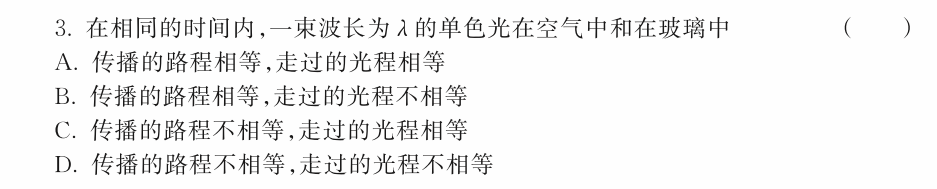 3. 在相同的时间内,一束波长为 λ 的单色光在空气中和在玻璃中 ( )
A. 传播的路程相等,走过的光程相等
B. 传播的路程相等,走过的光程不相等
C. 传播的路程不相等,走过的光程相等
D. 传播的路程不相等,走过的光程不相等